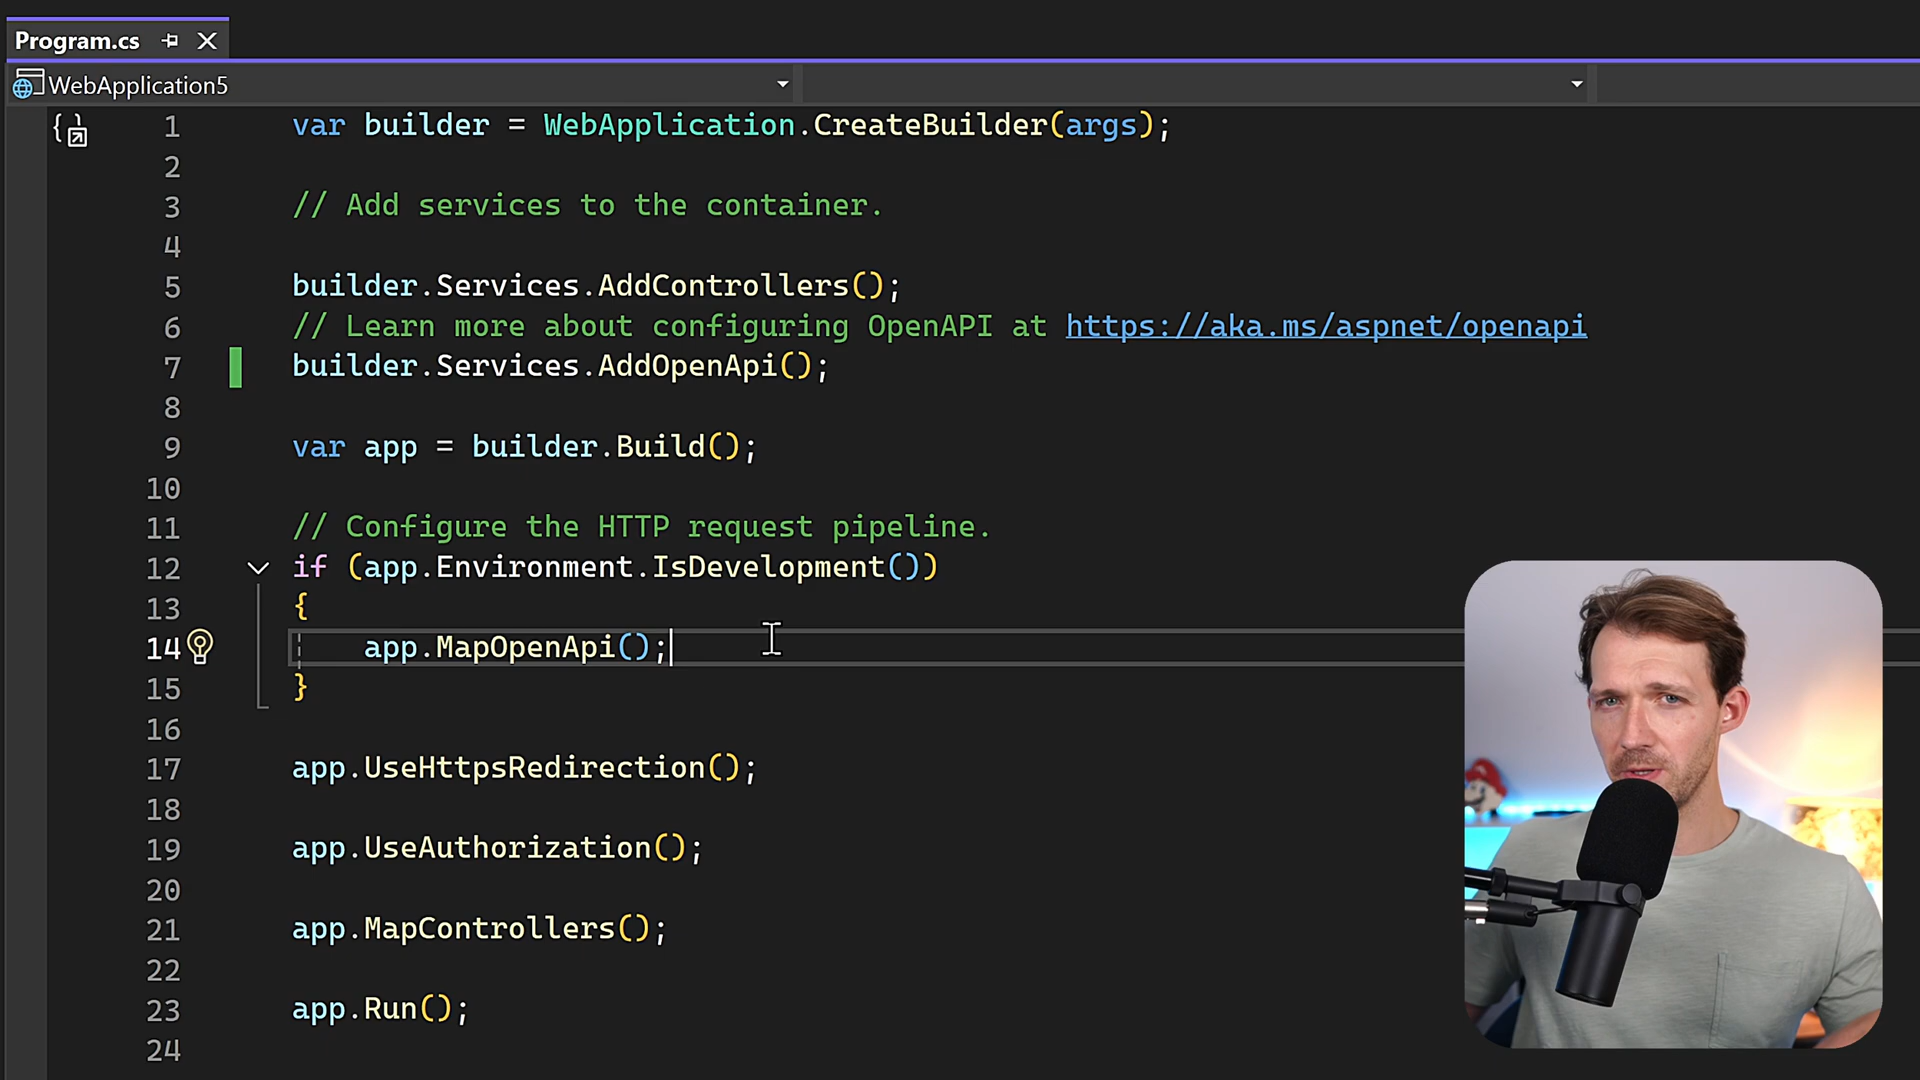 Program.cs
WebApplication5
1 var builder = WebApplication.CreateBuilder(args);
2
3 // Add services to the container.
4
5 builder.Services.AddControllers();
6 // Learn more about configuring OpenAPI at https://aka.ms/aspnet/openapi
7 builder.Services.AddOpenApi();
8
9 var app = builder.Build();
10
11 // Configure the HTTP request pipeline.
12 if (app.Environment.IsDevelopment())
13 {
14 app.MapOpenApi();
15 }
16
17 app.UseHttpsRedirection();
18
19 app.UseAuthorization();
20
21 app.MapControllers();
22
23 app.Run();
24